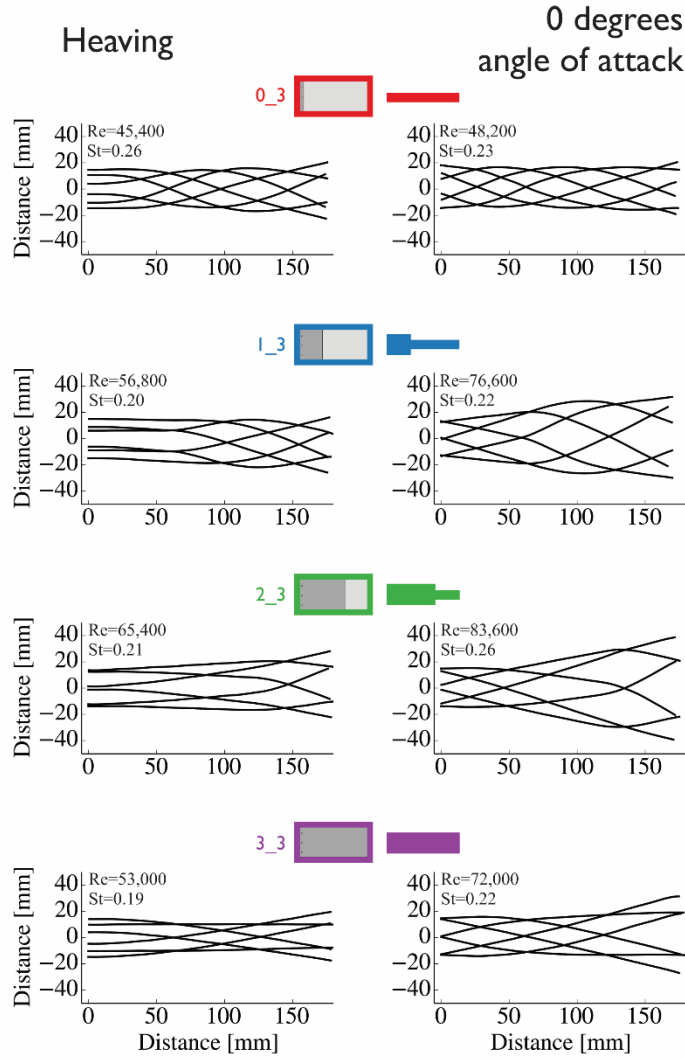 Heaving
0 degrees
angle of attack
0_3
Distance [mm]
40
20
0
−20
−40
Re=45,400
St=0.26
0 50 100 150
40
20
0
−20
−40
Re=48,200
St=0.23
0 50 100 150
1_3
Distance [mm]
40
20
0
−20
−40
Re=56,800
St=0.20
0 50 100 150
40
20
0
−20
−40
Re=76,600
St=0.22
0 50 100 150
2_3
Distance [mm]
40
20
0
−20
−40
Re=65,400
St=0.21
0 50 100 150
40
20
0
−20
−40
Re=83,600
St=0.26
0 50 100 150
3_3
Distance [mm]
40
20
0
−20
−40
Re=53,000
St=0.19
0 50 100 150
Distance [mm]
40
20
0
−20
−40
Re=72,000
St=0.22
0 50 100 150
Distance [mm]